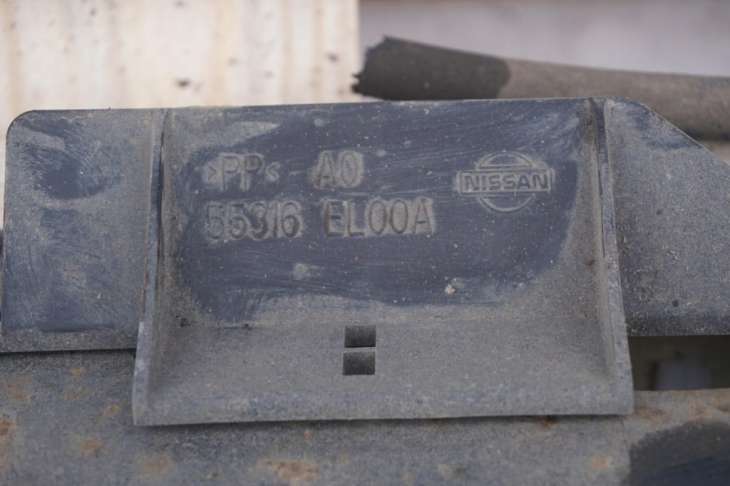 >PP< A0
NISSAN
55316 EL00A